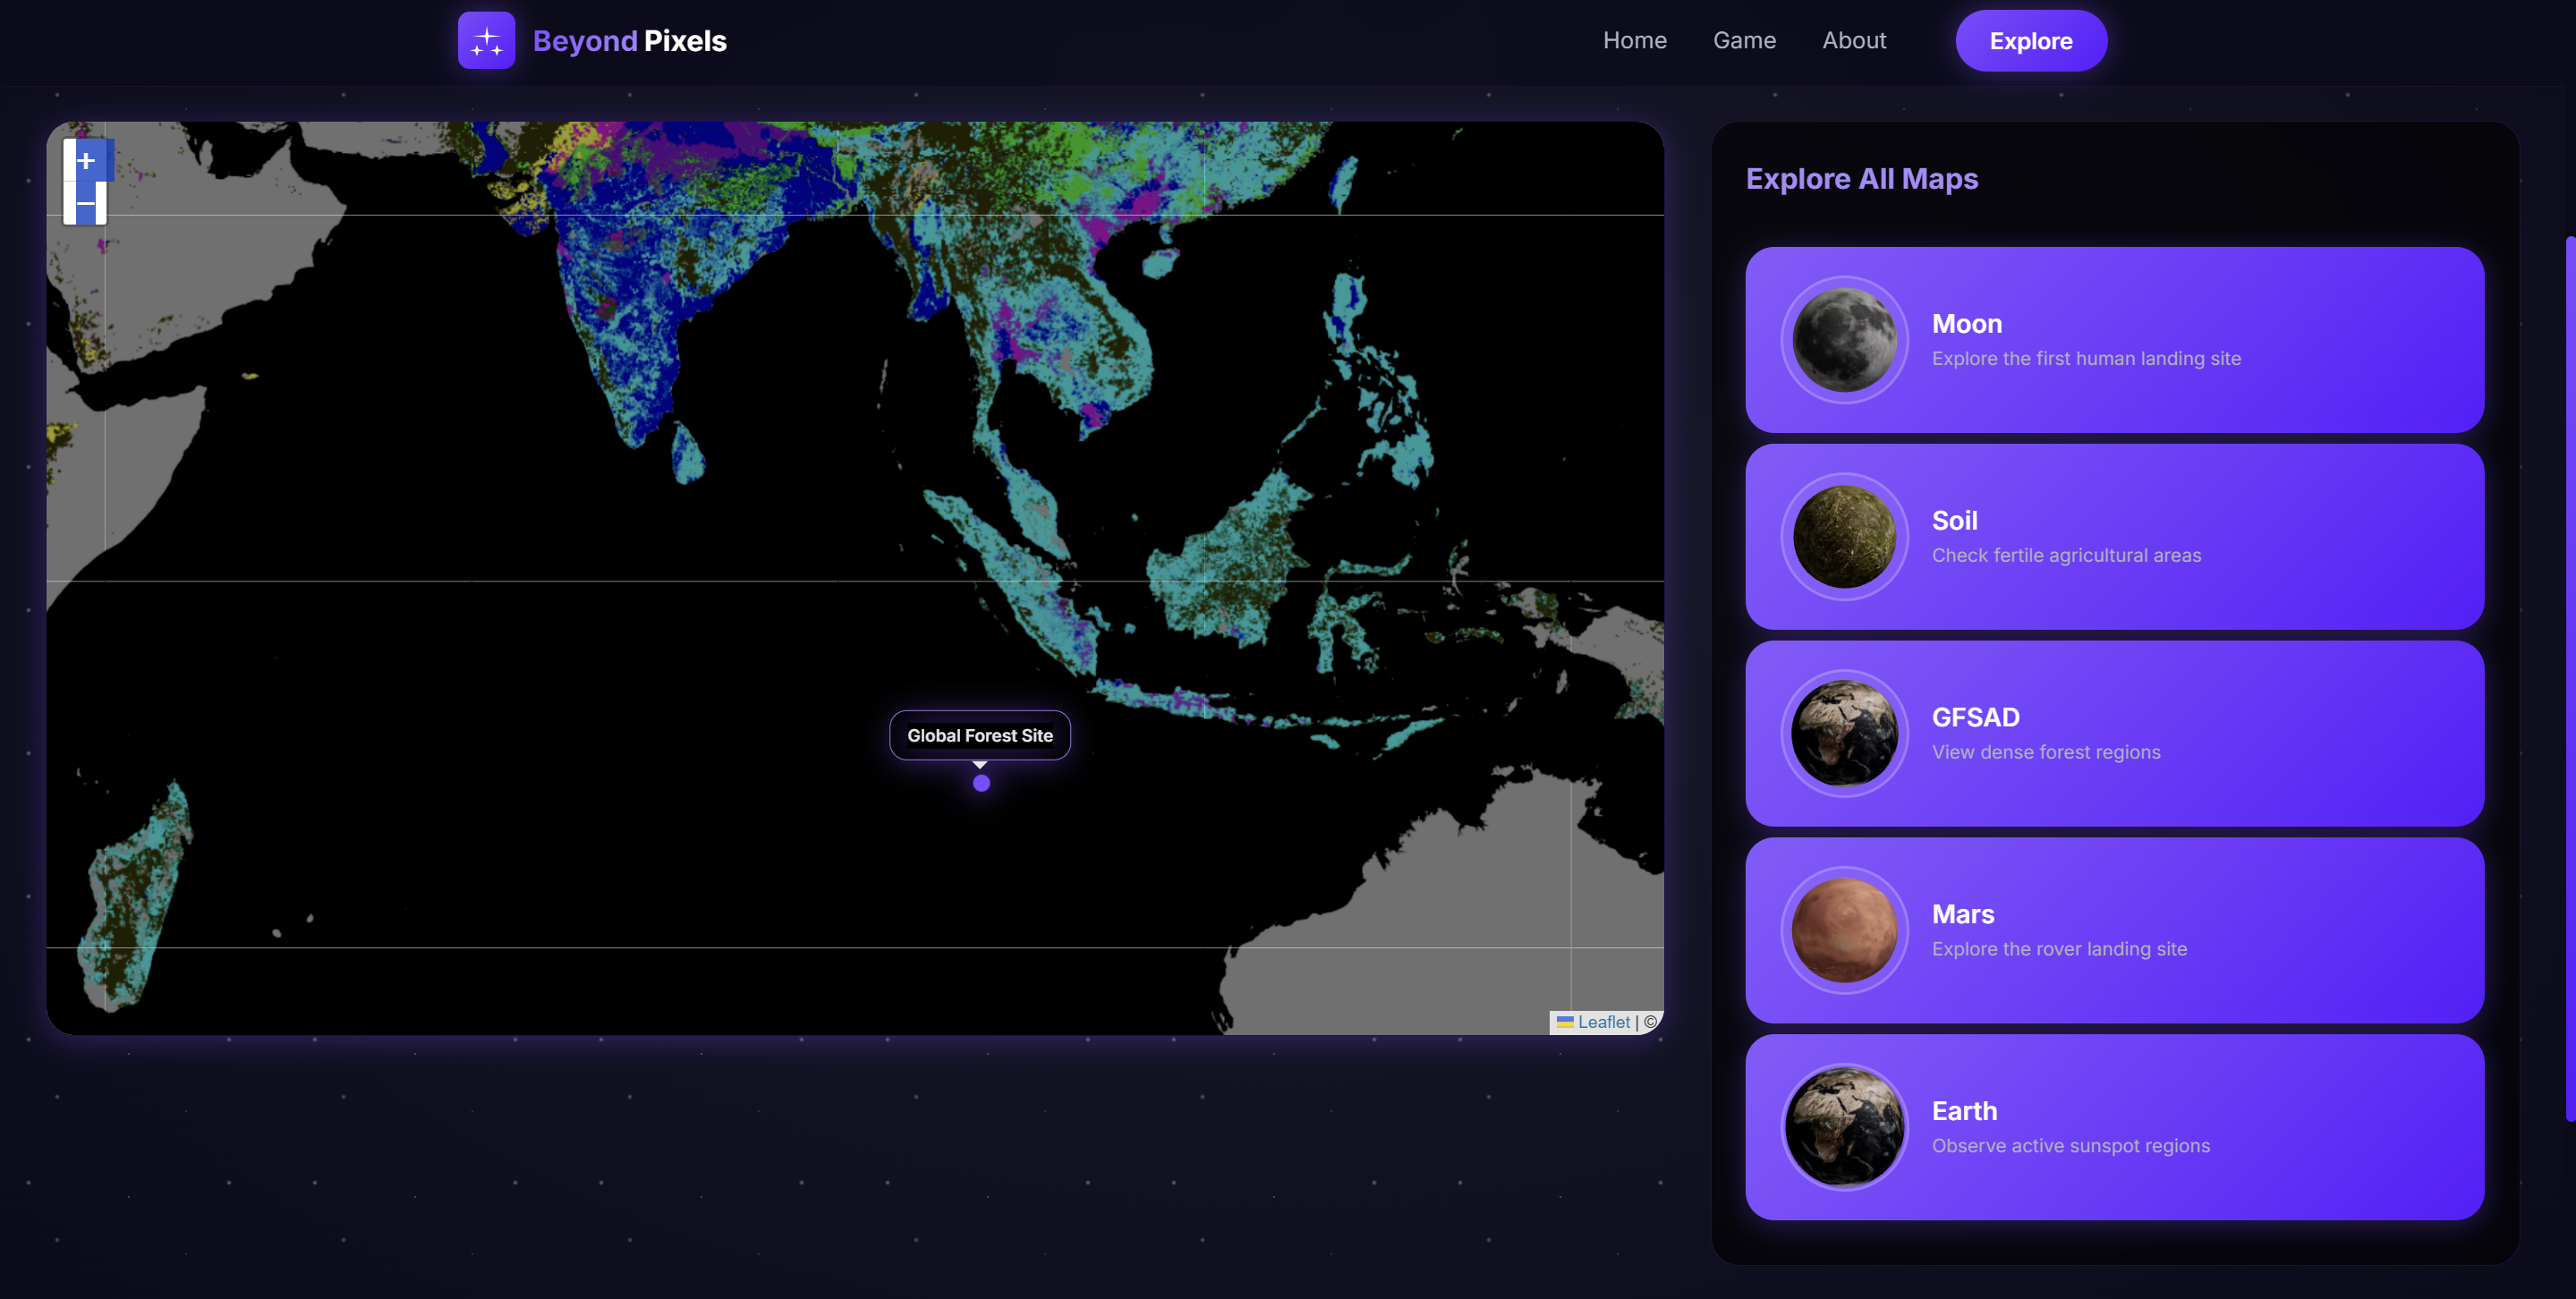 Beyond Pixels
Home
Game
About
Explore
+
−
Global Forest Site
Leaflet | ©
Explore All Maps
Moon
Explore the first human landing site
Soil
Check fertile agricultural areas
GFSAD
View dense forest regions
Mars
Explore the rover landing site
Earth
Observe active sunspot regions